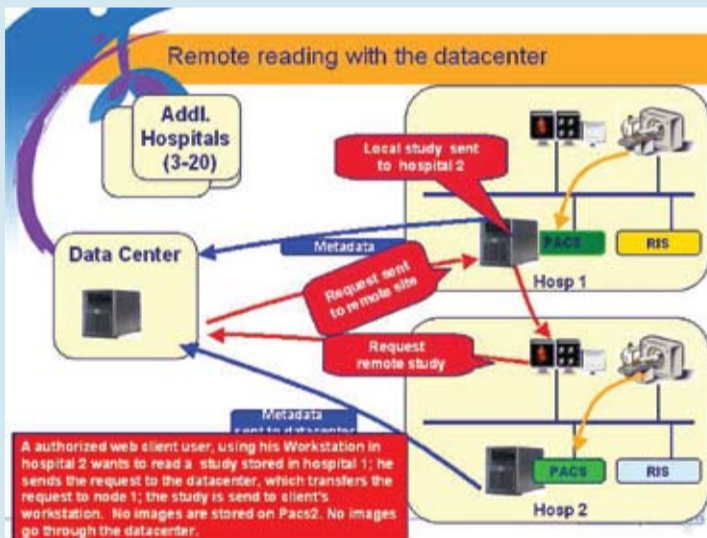 Remote reading with the datacenter
Addl.
Hospitals
(3-20)
Local study sent
to hospital 2
Metadata
PACS
RIS
Data Center
Hosp 1
Request sent
to remote site
Request
remote study
Metadata
sent to datacenter
PACS
RIS
Hosp 2
A authorized web client user, using his Workstation in
hospital 2 wants to read a study stored in hospital 1; he
sends the request to the datacenter, which transfers the
request to node 1; the study is send to client's
workstation. No images are stored on Pacs2. No images
go through the datacenter.